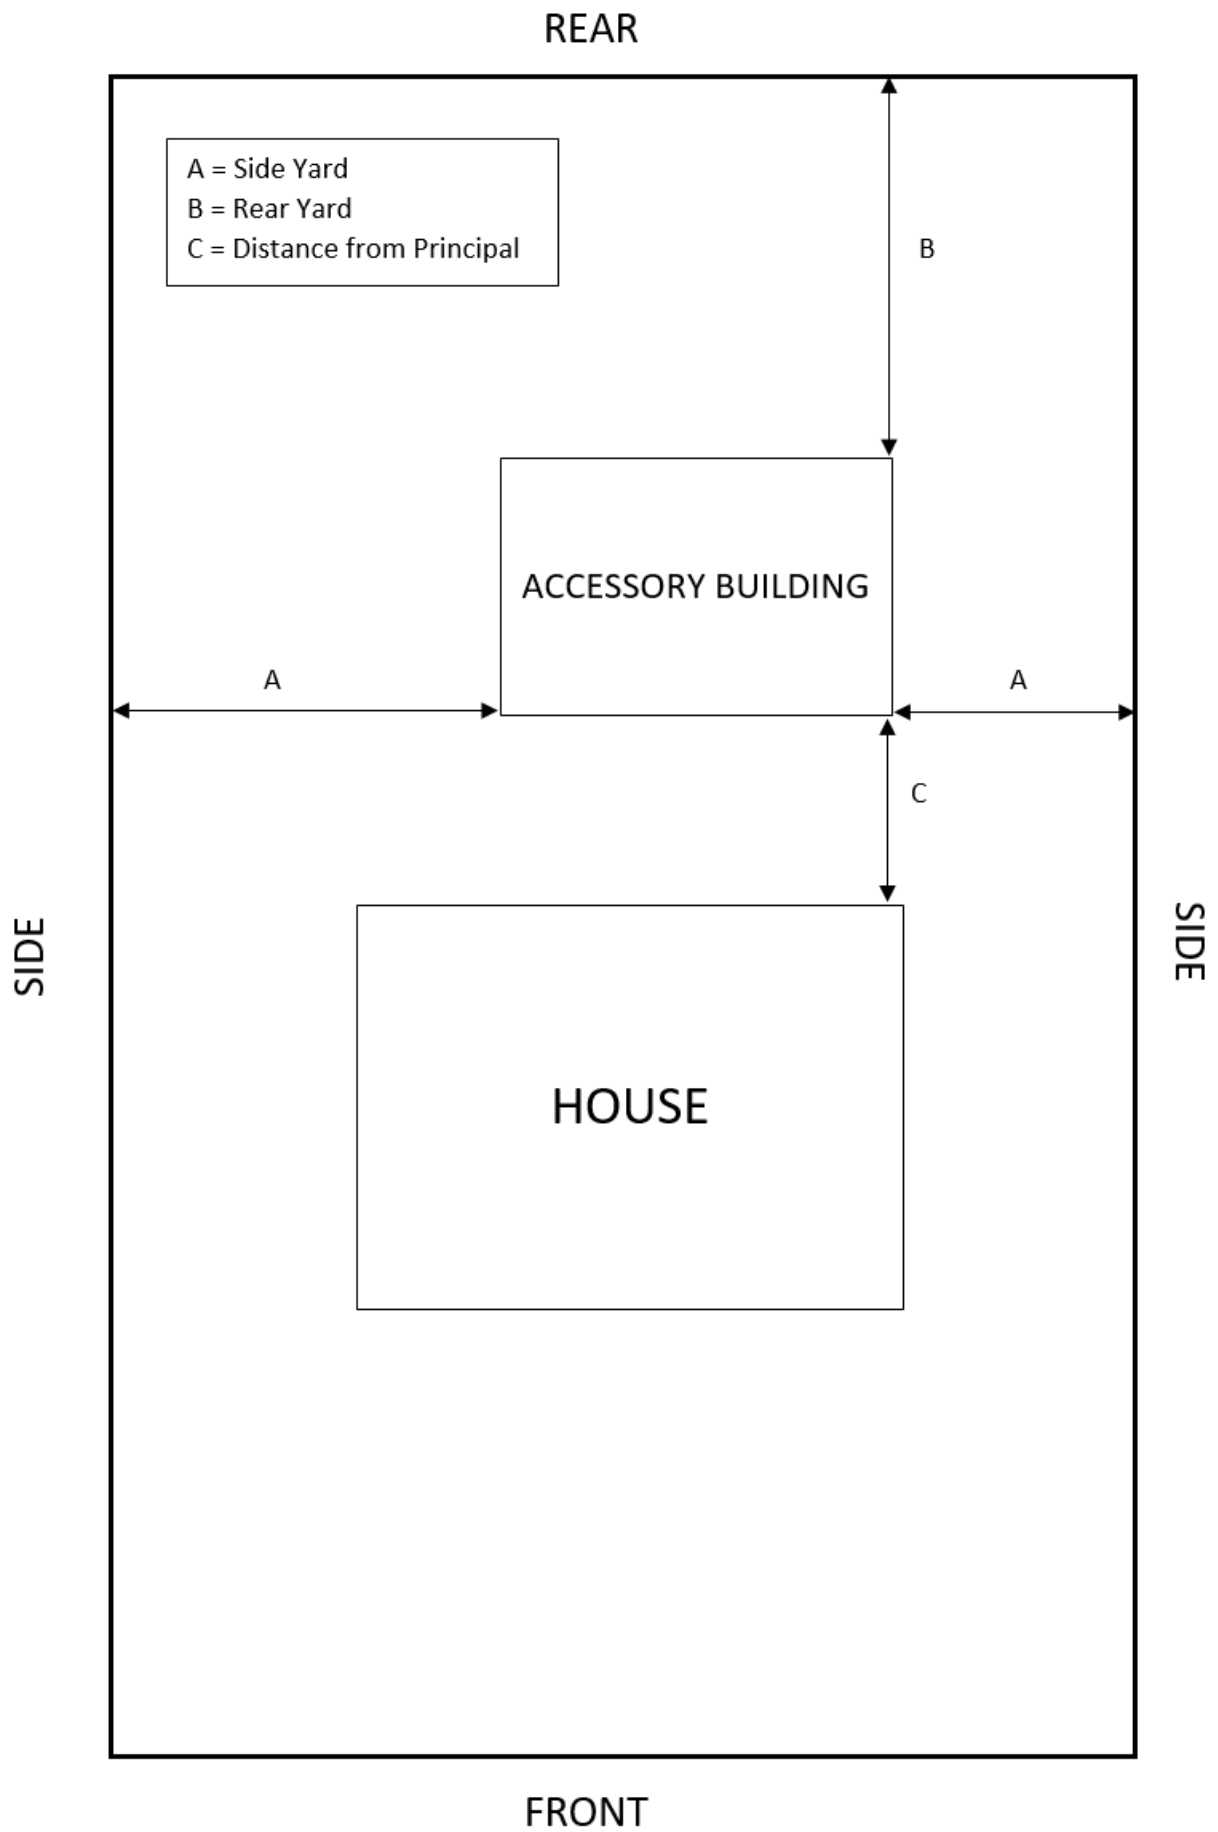 REAR
A = Side Yard
B = Rear Yard
C = Distance from Principal
B
ACCESSORY BUILDING
A
A
C
SIDE
SIDE
HOUSE
FRONT